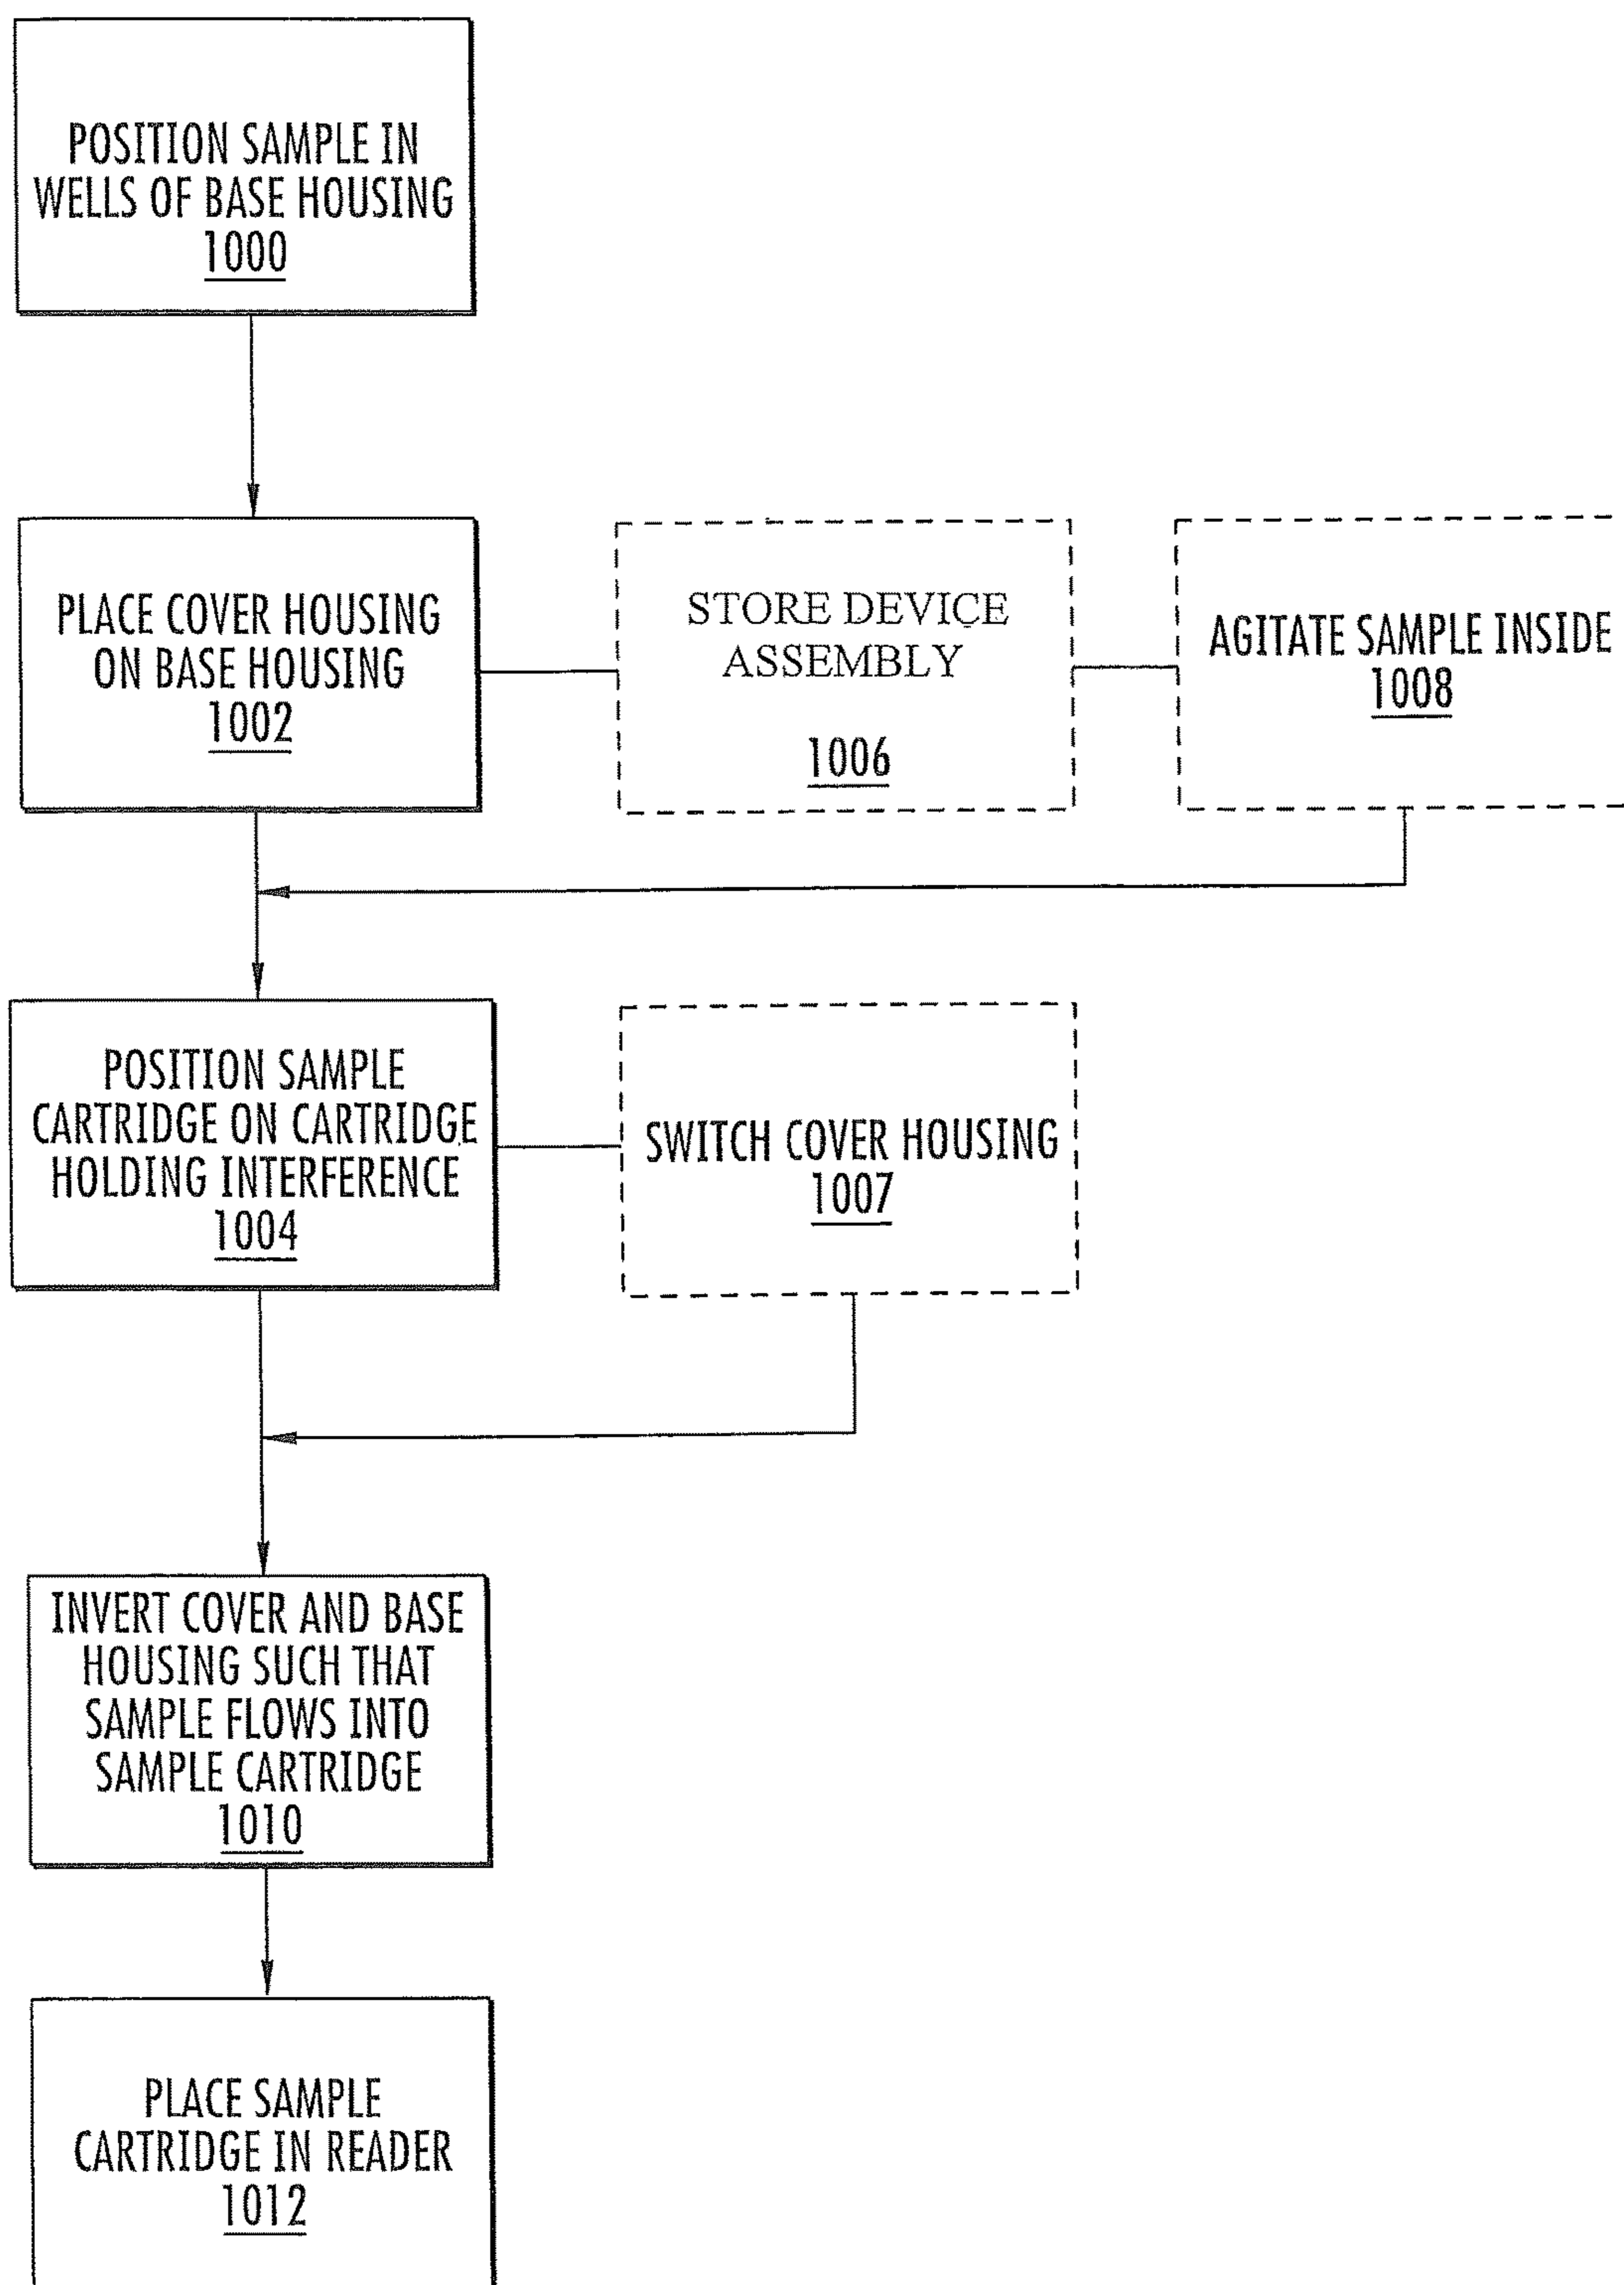 POSITION SAMPLE IN
WELLS OF BASE HOUSING
1000
PLACE COVER HOUSING
ON BASE HOUSING
1002
STORE DEVICE
ASSEMBLY
1006
AGITATE SAMPLE INSIDE
1008
POSITION SAMPLE
CARTRIDGE ON CARTRIDGE
HOLDING INTERFERENCE
1004
SWITCH COVER HOUSING
1007
INVERT COVER AND BASE
HOUSING SUCH THAT
SAMPLE FLOWS INTO
SAMPLE CARTRIDGE
1010
PLACE SAMPLE
CARTRIDGE IN READER
1012